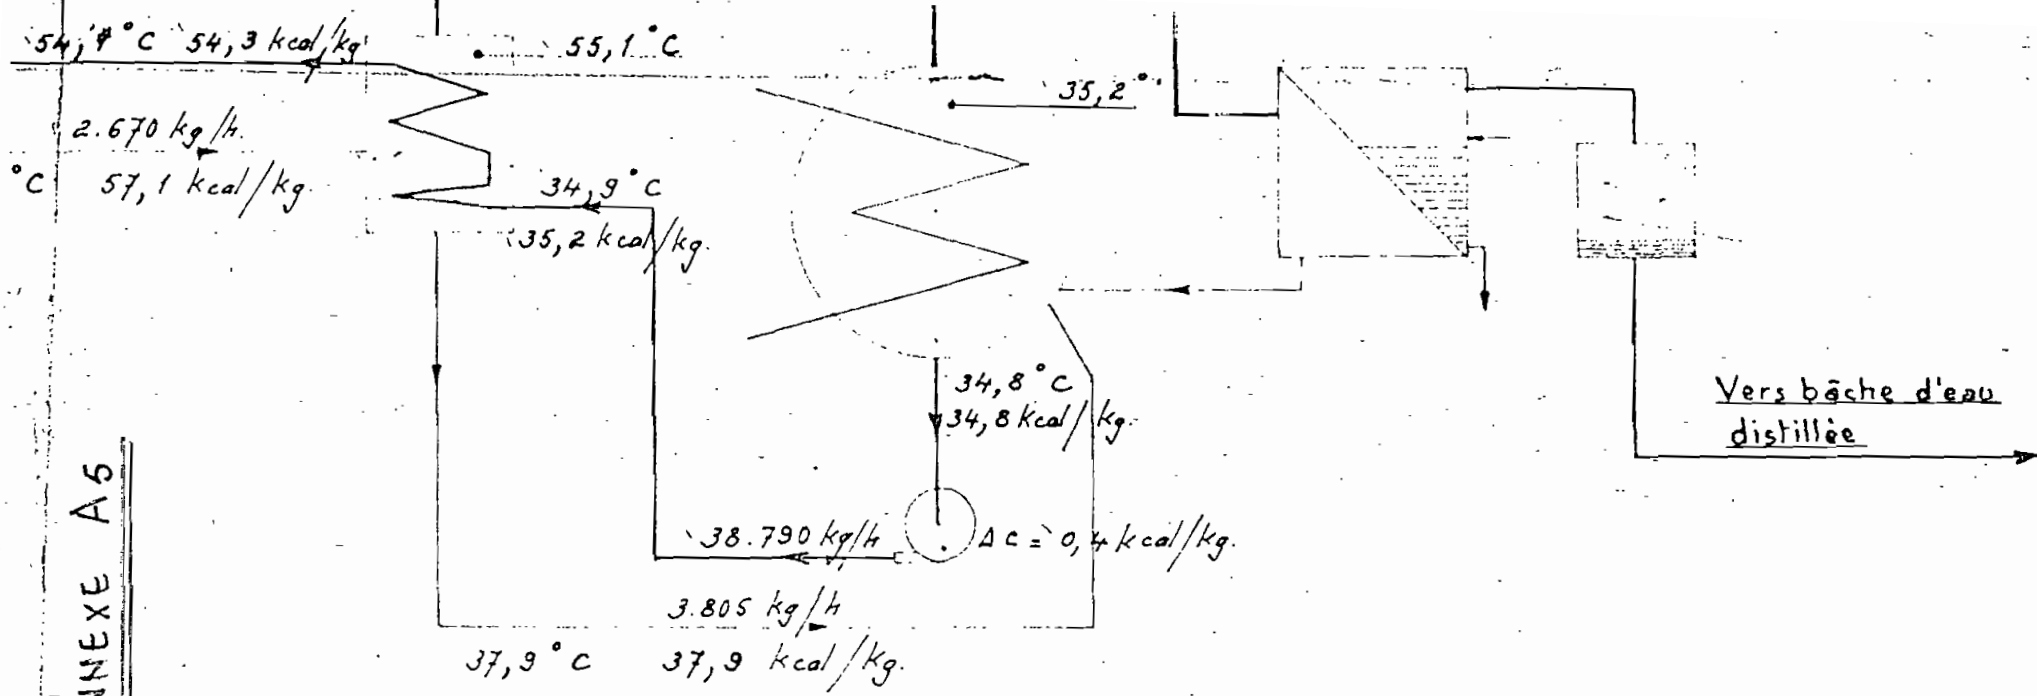 54,7 °C 54,3 kcal/kg
55,1 °C
35,2 °
2.670 kg/h.
°C 57,1 kcal/kg.
34,9 °C
35,2 kcal/kg.
34,8 °C
34,8 kcal/kg.
Vers bâche d'eau
distillée
38.790 kg/h
Δc = 0,4 kcal/kg.
3.805 kg/h
37,9 °C 37,9 kcal/kg.
NNEXE A5